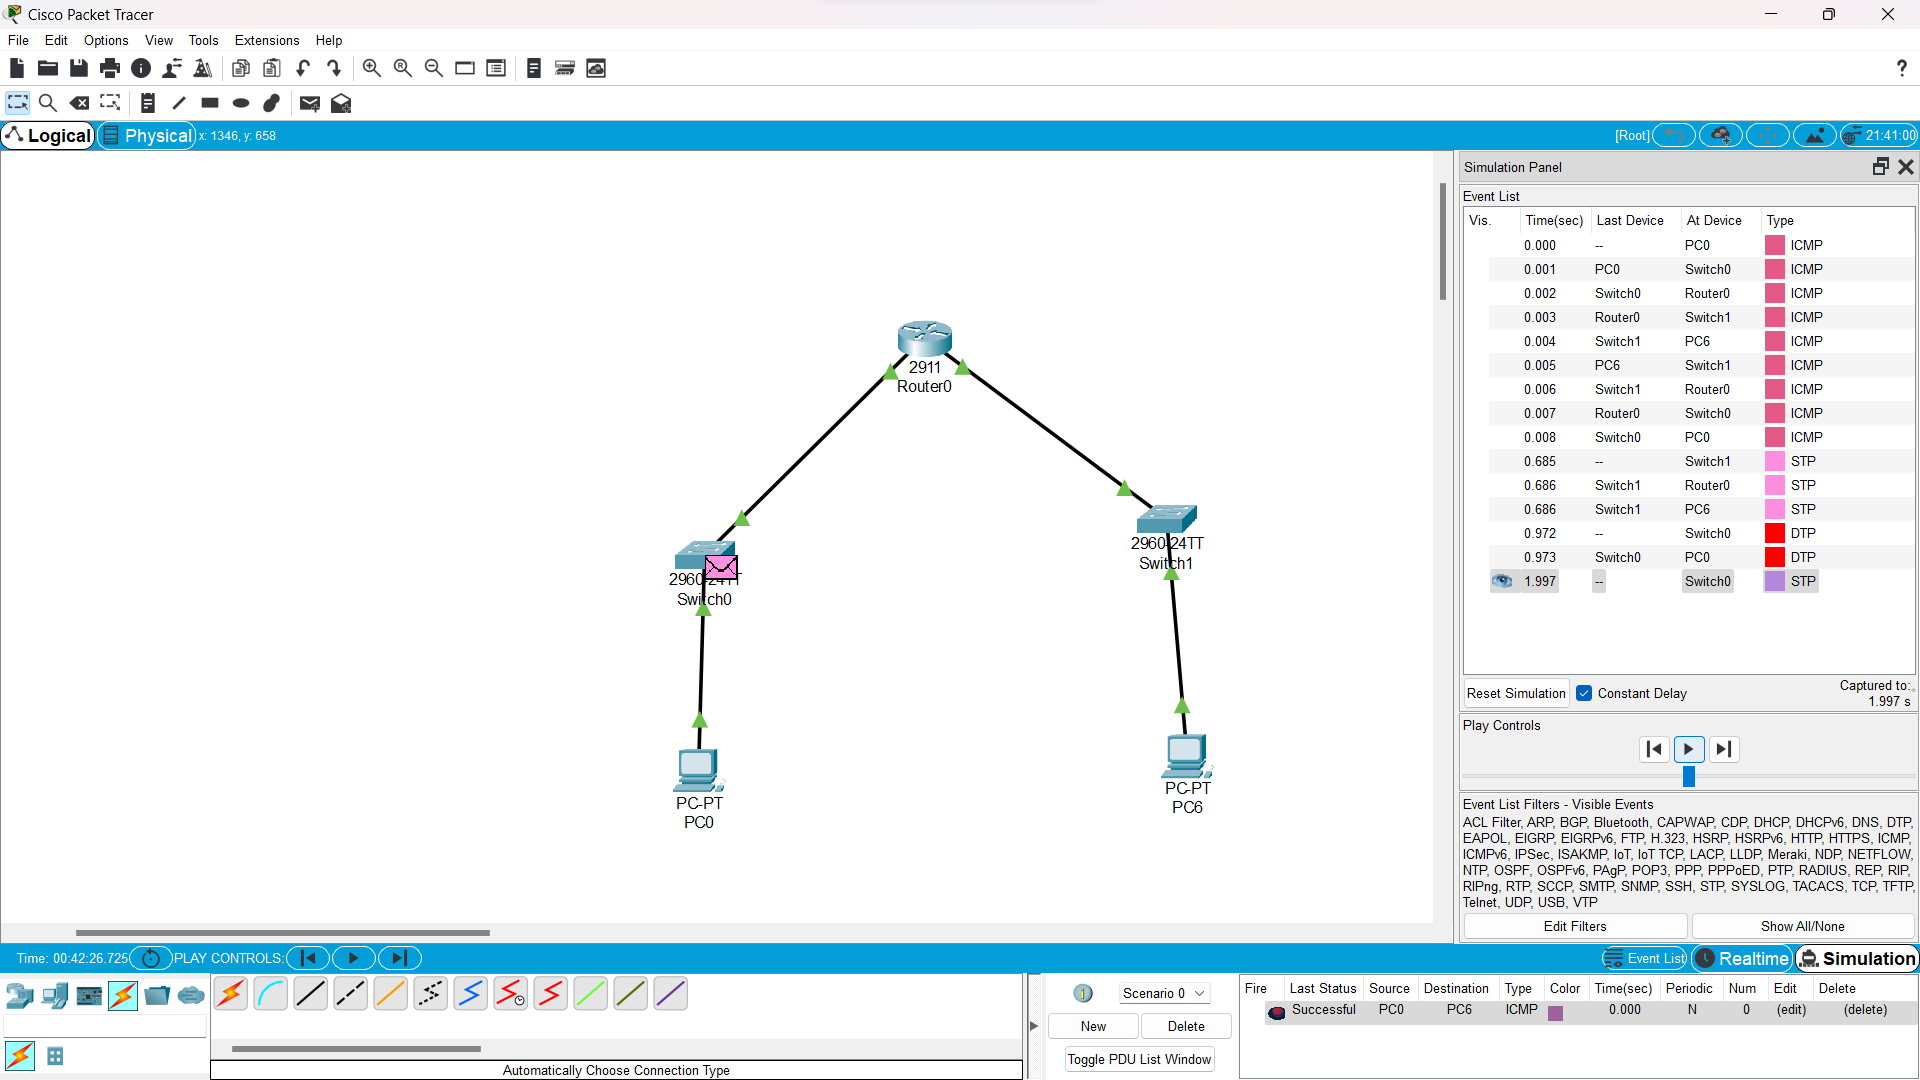 Cisco Packet Tracer
File Edit Options View Tools Extensions Help
?
Logical Physical x: 1346, y: 658 [Root] 21:41:00
Simulation Panel
Event List
Vis. Time(sec) Last Device At Device Type
0.000 -- PC0 ICMP
0.001 PC0 Switch0 ICMP
0.002 Switch0 Router0 ICMP
0.003 Router0 Switch1 ICMP
0.004 Switch1 PC6 ICMP
0.005 PC6 Switch1 ICMP
0.006 Switch1 Router0 ICMP
0.007 Router0 Switch0 ICMP
0.008 Switch0 PC0 ICMP
0.685 -- Switch1 STP
0.686 Switch1 Router0 STP
0.686 Switch1 PC6 STP
0.972 -- Switch0 DTP
0.973 Switch0 PC0 DTP
1.997 -- Switch0 STP
2911
Router0
2960-24TT
Switch1
2960-24TT
Switch0
PC-PT
PC0
PC-PT
PC6
Reset Simulation Constant Delay Captured to:
1.997 s
Play Controls
Event List Filters - Visible Events
ACL Filter, ARP, BGP, Bluetooth, CAPWAP, CDP, DHCP, DHCPv6, DNS, DTP,
EAPOL, EIGRP, EIGRPv6, FTP, H.323, HSRP, HSRPv6, HTTP, HTTPS, ICMP,
ICMPv6, IPSec, ISAKMP, IoT, IoT TCP, LACP, LLDP, Meraki, NDP, NETFLOW,
NTP, OSPF, OSPFv6, PAgP, POP3, PPP, PPPoED, PTP, RADIUS, REP, RIP,
RIPng, RTP, SCCP, SMTP, SNMP, SSH, STP, SYSLOG, TACACS, TCP, TFTP,
Telnet, UDP, USB, VTP
Edit Filters Show All/None
Time: 00:42:26.725 PLAY CONTROLS: Event List Realtime Simulation
Scenario 0
New Delete
Toggle PDU List Window
Fire Last Status Source Destination Type Color Time(sec) Periodic Num Edit Delete
Successful PC0 PC6 ICMP 0.000 N 0 (edit) (delete)
Automatically Choose Connection Type